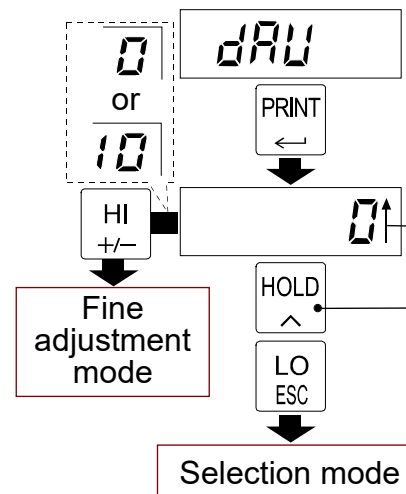 0
or
10
dAU
PRINT
HI
+/−
0
HOLD
Fine
adjustment
mode
LO
ESC
Selection mode